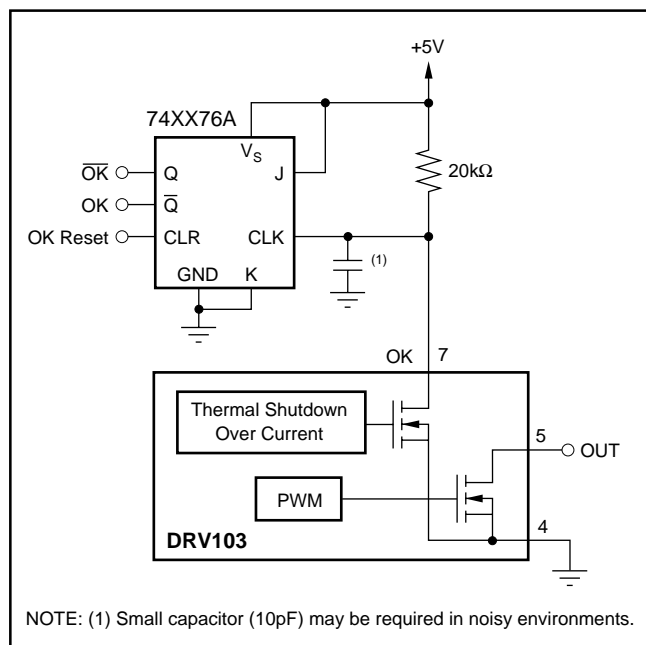 +5V
74XX76A
V_S
J
20kΩ
O̅K̅ Q
OK Q̅
OK Reset CLR CLK
(1)
GND K
OK 7
Thermal Shutdown
Over Current
5
OUT
PWM
4
DRV103
NOTE: (1) Small capacitor (10pF) may be required in noisy environments.